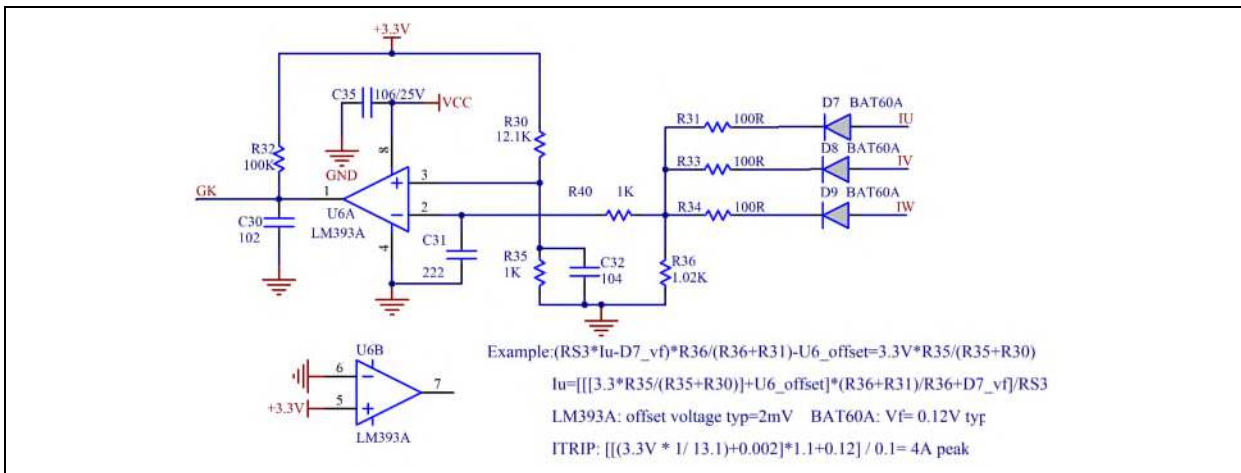 +3.3V
C35
106/25V
VCC
R30
12.1K
R32
100K
GND
8
GK
1
3
2
4
U6A
LM393A
C30
102
C31
222
R40
1K
R35
1K
C32
104
R36
1.02K
R31
100R
D7 BAT60A
IU
R33
100R
D8 BAT60A
IV
R34
100R
D9 BAT60A
IW
U6B
6
7
+3.3V
5
LM393A
Example:(RS3*Iu-D7_vf)*R36/(R36+R31)-U6_offset=3.3V*R35/(R35+R30)
Iu=[[[3.3*R35/(R35+R30)]+U6_offset]*(R36+R31)/R36+D7_vf]/RS3
LM393A: offset voltage typ=2mV BAT60A: Vf= 0.12V typ
ITRIP: [[(3.3V * 1/ 13.1)+0.002]*1.1+0.12] / 0.1= 4A peak